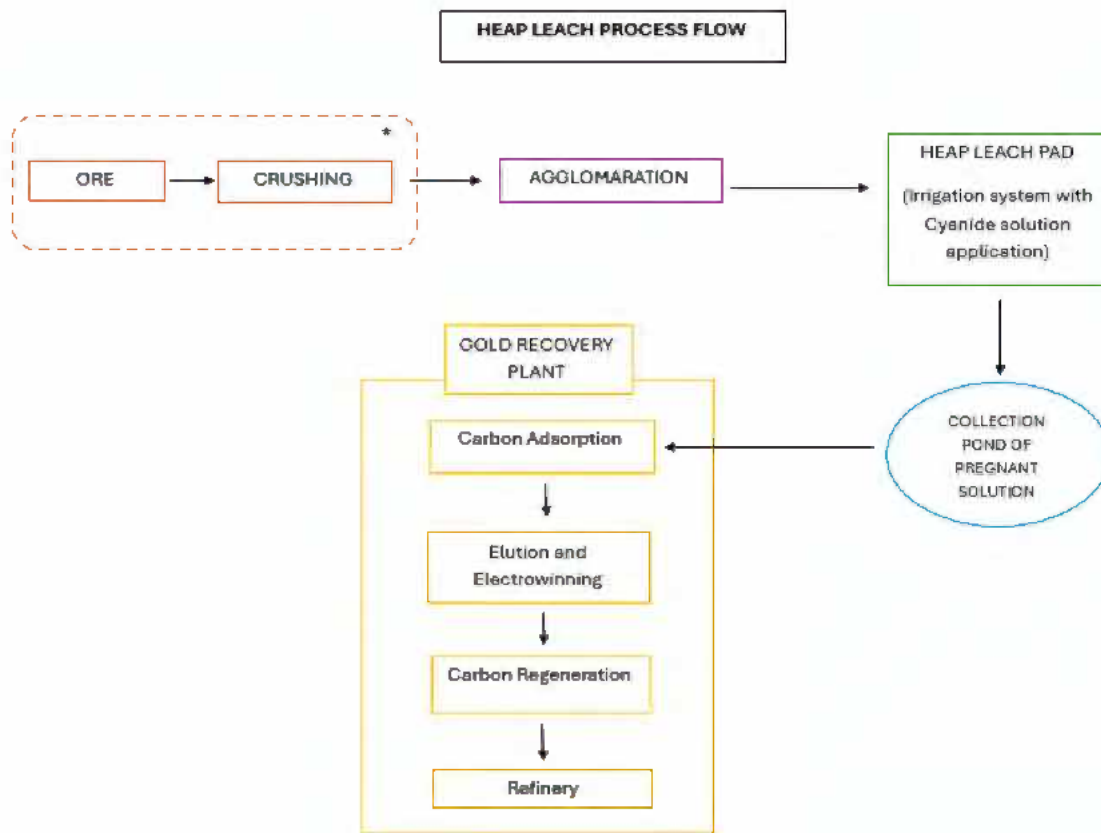 HEAP LEACH PROCESS FLOW
*
ORE
CRUSHING
AGGLOMARATION
HEAP LEACH PAD
(Irrigation system with
Cyanide solution
application)
GOLD RECOVERY
PLANT
COLLECTION
POND OF
PREGNANT
SOLUTION
Carbon Adsorption
Elution and
Electrowinning
Carbon Regeneration
Refinery